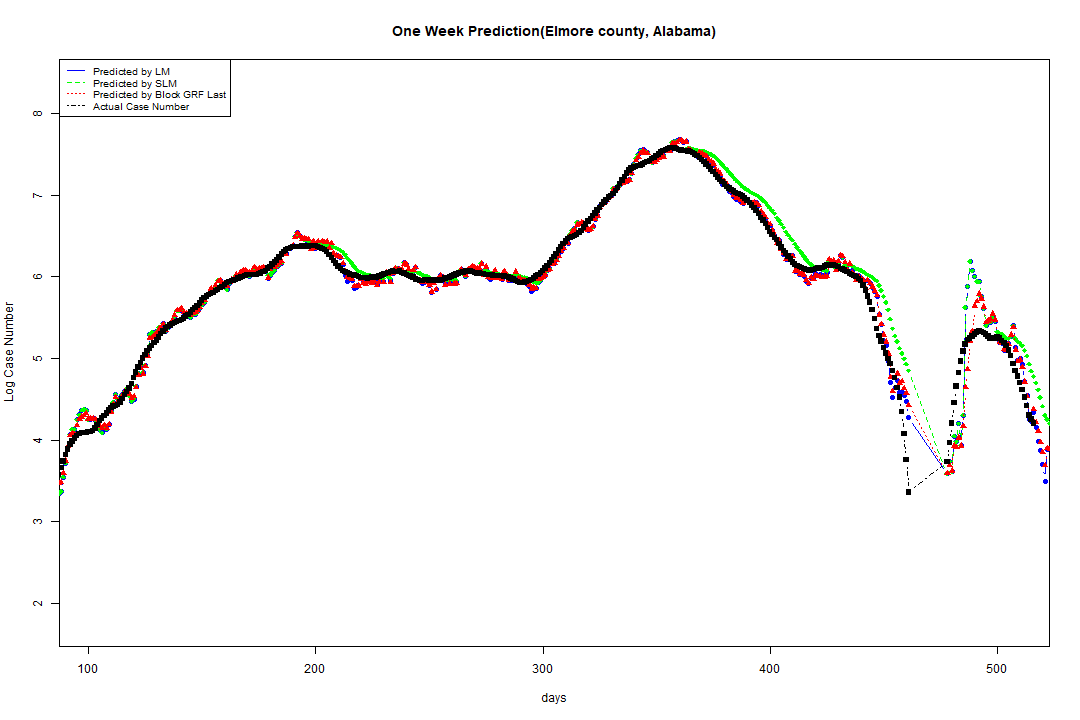 One Week Prediction(Elmore county, Alabama)
Predicted by LM
Predicted by SLM
Predicted by Block GRF Last
Actual Case Number
8
7
6
5
4
3
2
Log Case Number
100 200 300 400 500
days